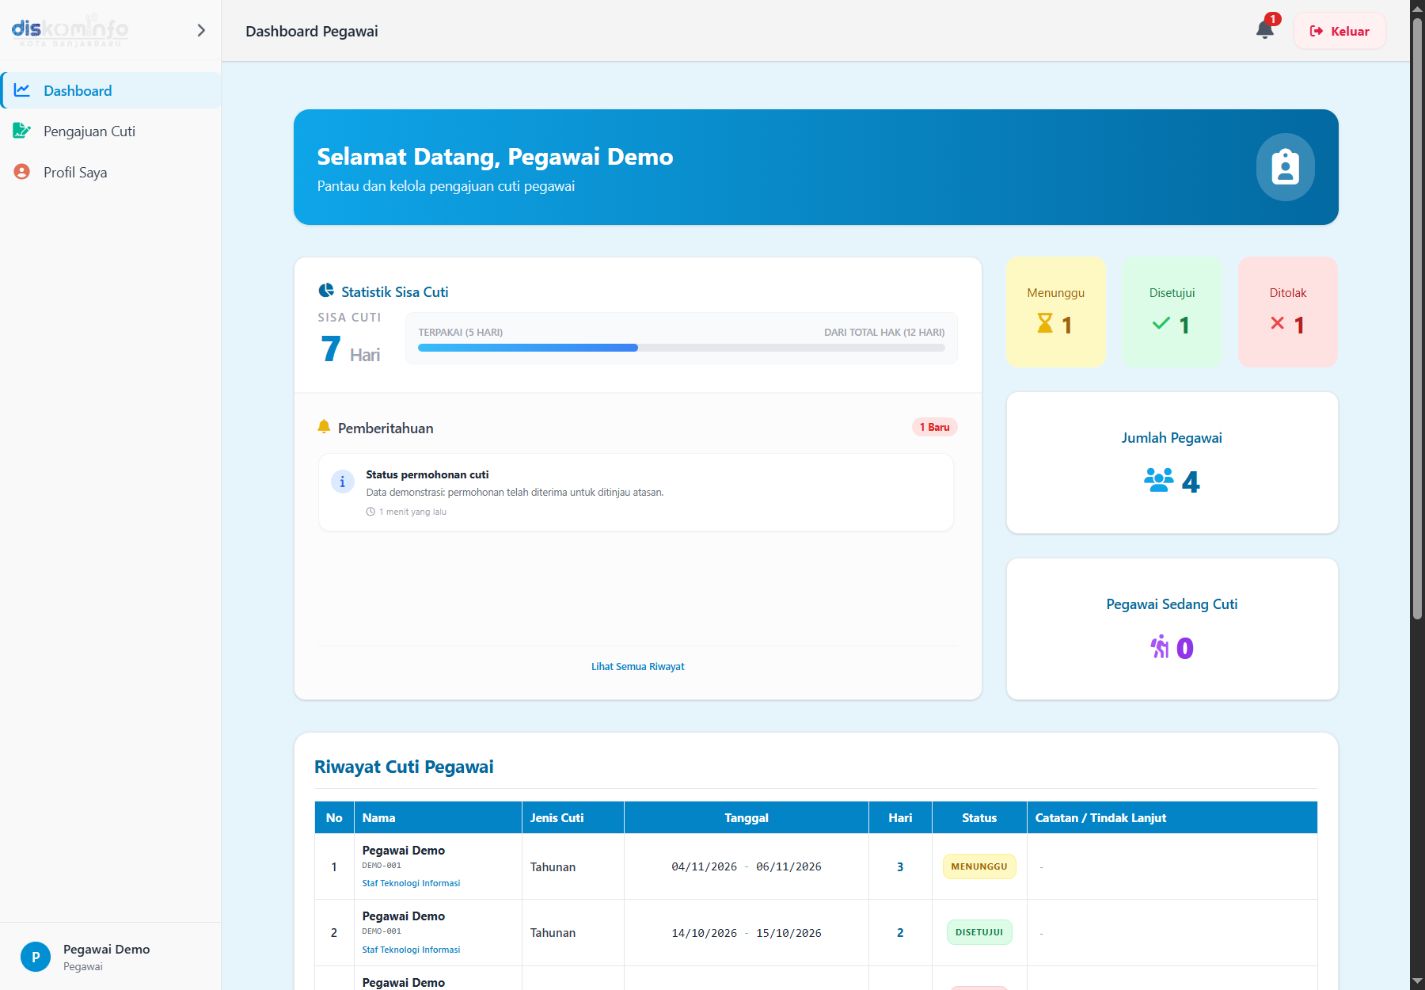 diskominfo
KOTA BANJARBARU
Dashboard
Pengajuan Cuti
Profil Saya
P
Pegawai Demo
Pegawai
Dashboard Pegawai
1
Keluar
Selamat Datang, Pegawai Demo
Pantau dan kelola pengajuan cuti pegawai
Statistik Sisa Cuti
SISA CUTI
7 Hari
TERPAKAI (5 HARI)
DARI TOTAL HAK (12 HARI)
Pemberitahuan
1 Baru
Status permohonan cuti
Data demonstrasi: permohonan telah diterima untuk ditinjau atasan.
1 menit yang lalu
Lihat Semua Riwayat
Menunggu
1
Disetujui
1
Ditolak
1
Jumlah Pegawai
4
Pegawai Sedang Cuti
0
Riwayat Cuti Pegawai
No Nama Jenis Cuti Tanggal Hari Status Catatan / Tindak Lanjut
1 Pegawai Demo Tahunan 04/11/2026 - 06/11/2026 3 MENUNGGU -
DEMO-001
Staf Teknologi Informasi
2 Pegawai Demo Tahunan 14/10/2026 - 15/10/2026 2 DISETUJUI -
DEMO-001
Staf Teknologi Informasi
Pegawai Demo